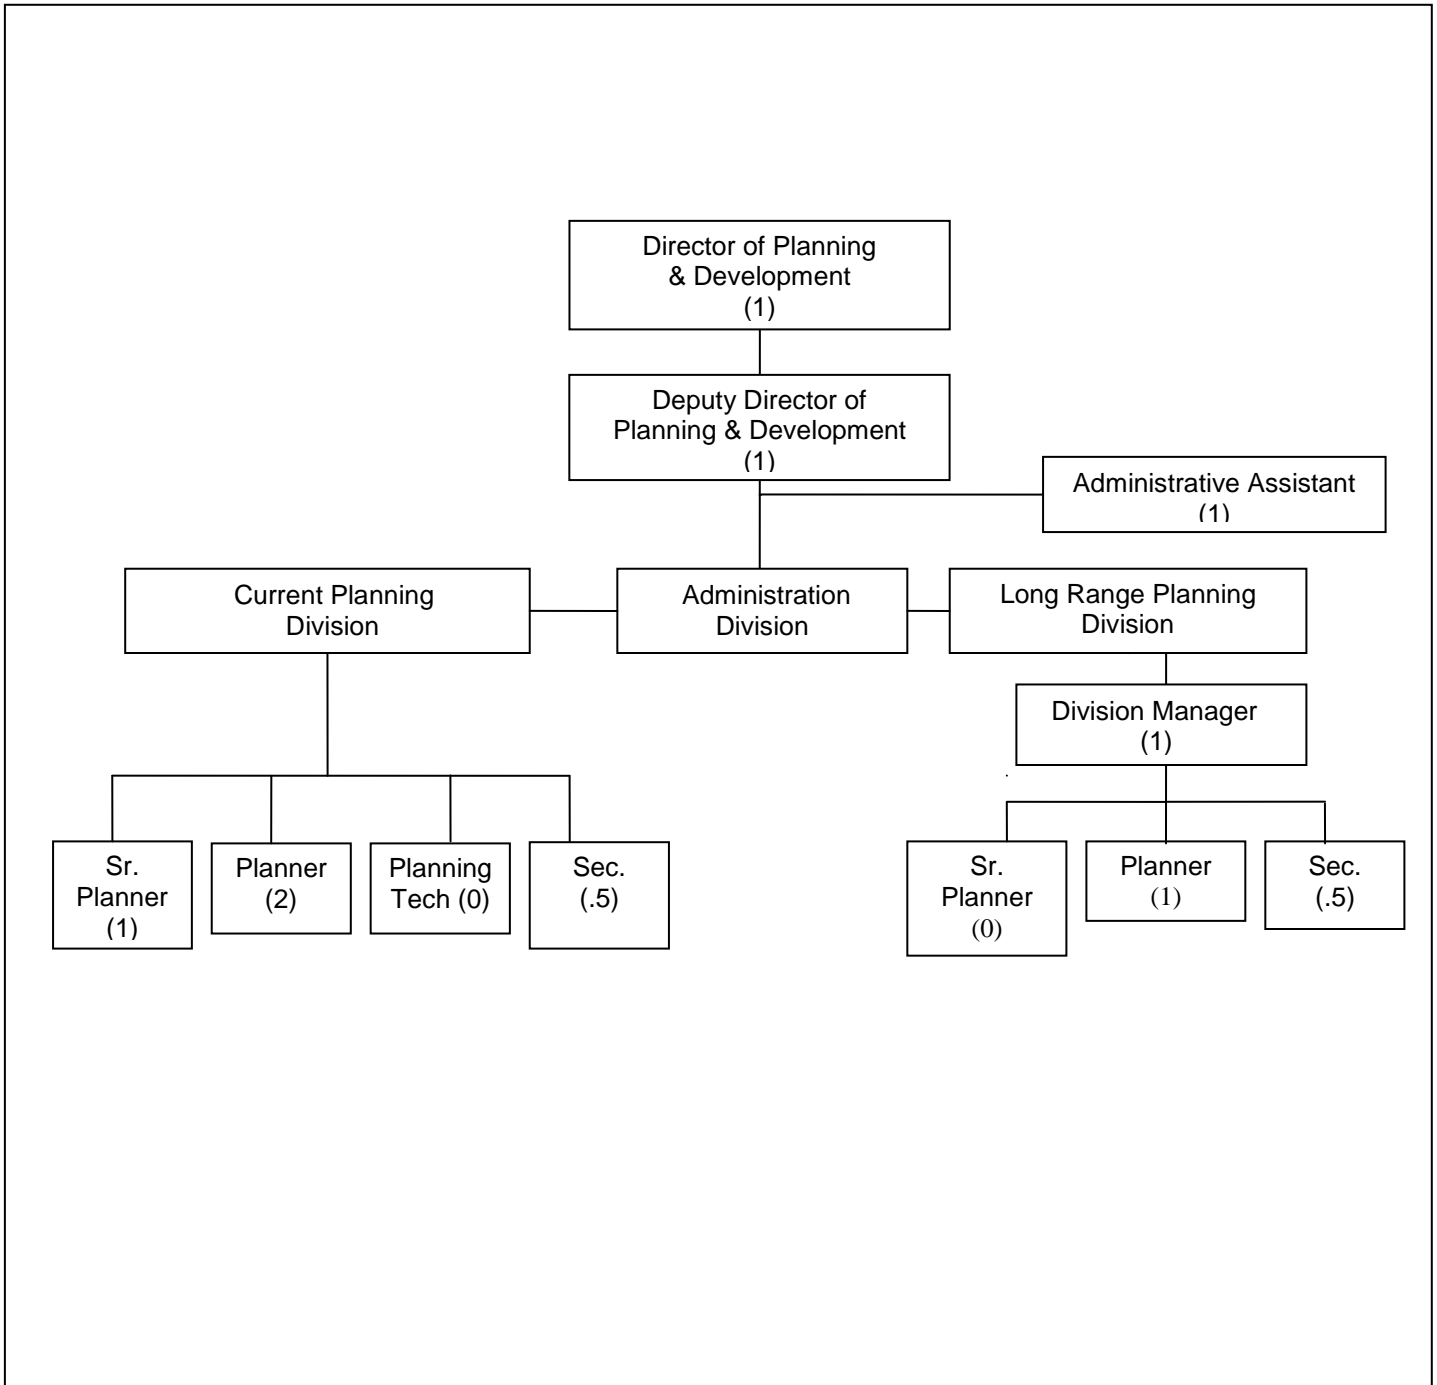 Director of Planning
& Development
(1)
Deputy Director of
Planning & Development
(1)
Administrative Assistant
(1)
Current Planning
Division
Administration
Division
Long Range Planning
Division
Division Manager
(1)
Sr.
Planner
(1)
Planner
(2)
Planning
Tech (0)
Sec.
(.5)
Sr.
Planner
(0)
Planner
(1)
Sec.
(.5)